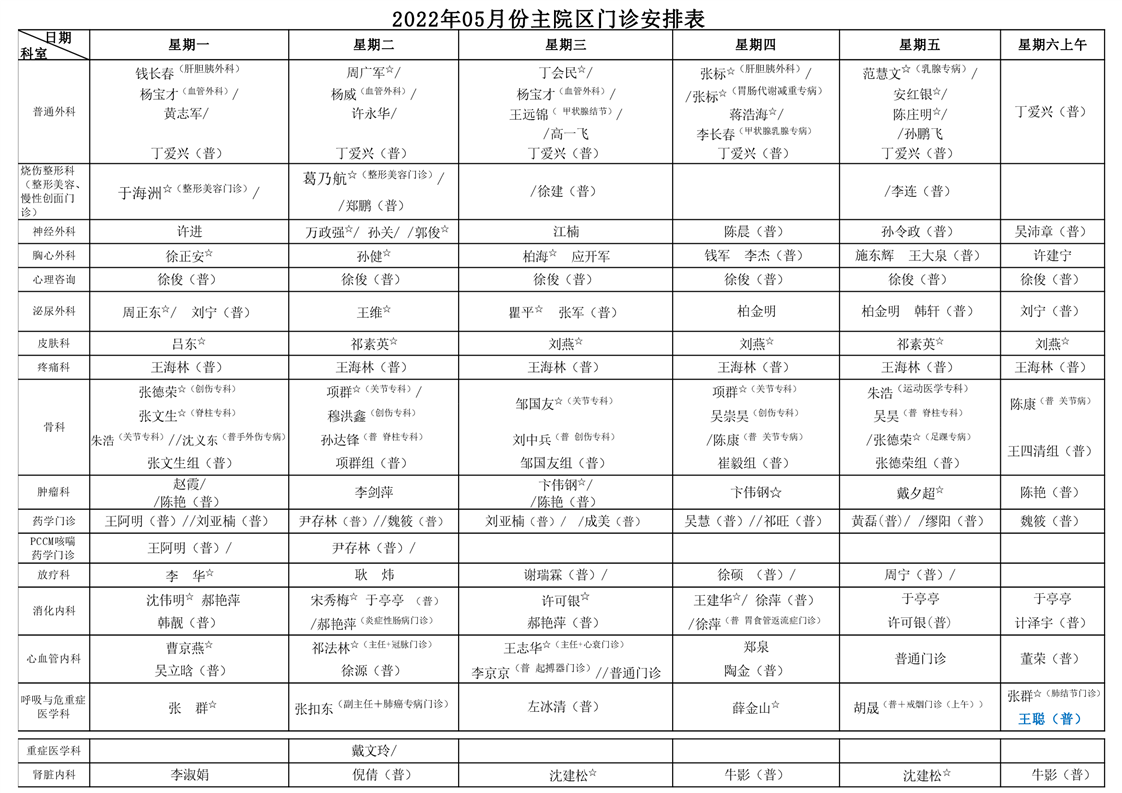 2022年05月份主院区门诊安排表
日期
科室
星期一 星期二 星期三 星期四 星期五 星期六上午
普通外科
钱长春（肝胆胰外科） 周广军☆/ 丁会民☆/ 张标☆（肝胆胰外科）/ 范慧文☆（乳腺专病）/
杨宝才（血管外科）/ 杨威（血管外科）/ 杨宝才（血管外科）/ /张标☆（胃肠代谢减重专病） 安红银☆/
黄志军/ 许永华/ 王远锦（ 甲状腺结节）/ 蒋浩海☆/ 陈庄明☆/ 丁爱兴（普）
/高一飞 李长春（甲状腺乳腺专病） /孙鹏飞
丁爱兴（普） 丁爱兴（普） 丁爱兴（普） 丁爱兴（普） 丁爱兴（普）
烧伤整形科
（整形美容、
慢性创面门
诊）
于海洲☆（整形美容门诊）/ 葛乃航☆（整形美容门诊）/ /徐建（普） /李连（普）
/郑鹏（普）
神经外科 许进 万政强☆/ 孙关/ /郭俊☆ 江楠 陈晨（普） 孙令政（普） 吴沛章（普）
胸心外科 徐正安☆ 孙健☆ 柏海☆ 应开军 钱军 李杰（普） 施东辉 王大泉（普） 许建宁
心理咨询 徐俊（普） 徐俊（普） 徐俊（普） 徐俊（普） 徐俊（普） 徐俊（普）
泌尿外科 周正东☆/ 刘宁（普） 王维☆ 瞿平☆ 张军（普） 柏金明 柏金明 韩轩（普） 刘宁（普）
皮肤科 吕东☆ 祁素英☆ 刘燕☆ 刘燕☆ 祁素英☆ 刘燕☆
疼痛科 王海林（普） 王海林（普） 王海林（普） 王海林（普） 王海林（普） 王海林（普）
骨科
张德荣☆（创伤专科） 项群☆（关节专科）/ 邹国友☆（关节专科） 项群☆（关节专科） 朱浩（运动医学专科） 陈康（普 关节病）
张文生☆（脊柱专科） 穆洪鑫（创伤专科） 吴崇昊（创伤专科） 吴昊（普 脊柱专科）
朱浩（关节专科）//沈义东（普手外伤专病） 孙达锋（普 脊柱专科） 刘中兵（普 创伤专科） /陈康（普 关节专病） /张德荣☆（足踝专病） 王四清组（普）
张文生组（普） 项群组（普） 邹国友组（普） 崔毅组（普） 张德荣组（普）
肿瘤科 赵霞/ 李剑萍 卞伟钢☆/ 卞伟钢☆ 戴夕超☆ 陈艳（普）
/陈艳（普） /陈艳（普）
药学门诊 王阿明（普）//刘亚楠（普） 尹存林（普）//魏筱（普） 刘亚楠（普）/ /成美（普） 吴慧（普）//祁旺（普） 黄磊(普)/ /缪阳（普） 魏筱（普）
PCCM咳喘
药学门诊
王阿明（普）/ 尹存林（普）/
放疗科 李 华☆ 耿 炜 谢瑞霖（普）/ 徐硕 （普）/ 周宁（普）/
消化内科
沈伟明☆ 郝艳萍 宋秀梅☆ 于亭亭 （普） 许可银☆ 王建华☆/ 徐萍（普） 于亭亭 于亭亭
韩靓（普） /郝艳萍（炎症性肠病门诊） 郝艳萍（普） /徐萍（普 胃食管返流症门诊） 许可银(普) 计泽宇（普）
心血管内科
曹京燕☆ 祁法林☆（主任+冠脉门诊） 王志华☆（主任+心衰门诊） 郑泉 普通门诊 董荣（普）
吴立晗（普） 徐源（普） 李京京（普 起搏器门诊）//普通门诊 陶金（普）
呼吸与危重症
医学科
张 群☆ 张扣东（副主任＋肺癌专病门诊） 左冰清（普） 薛金山☆ 胡晟（普＋戒烟门诊（上午）） 张群☆（肺结节门诊）
王聪（普）
重症医学科 戴文玲/
肾脏内科 李淑娟 倪倩（普） 沈建松☆ 牛影（普） 沈建松☆ 牛影（普）